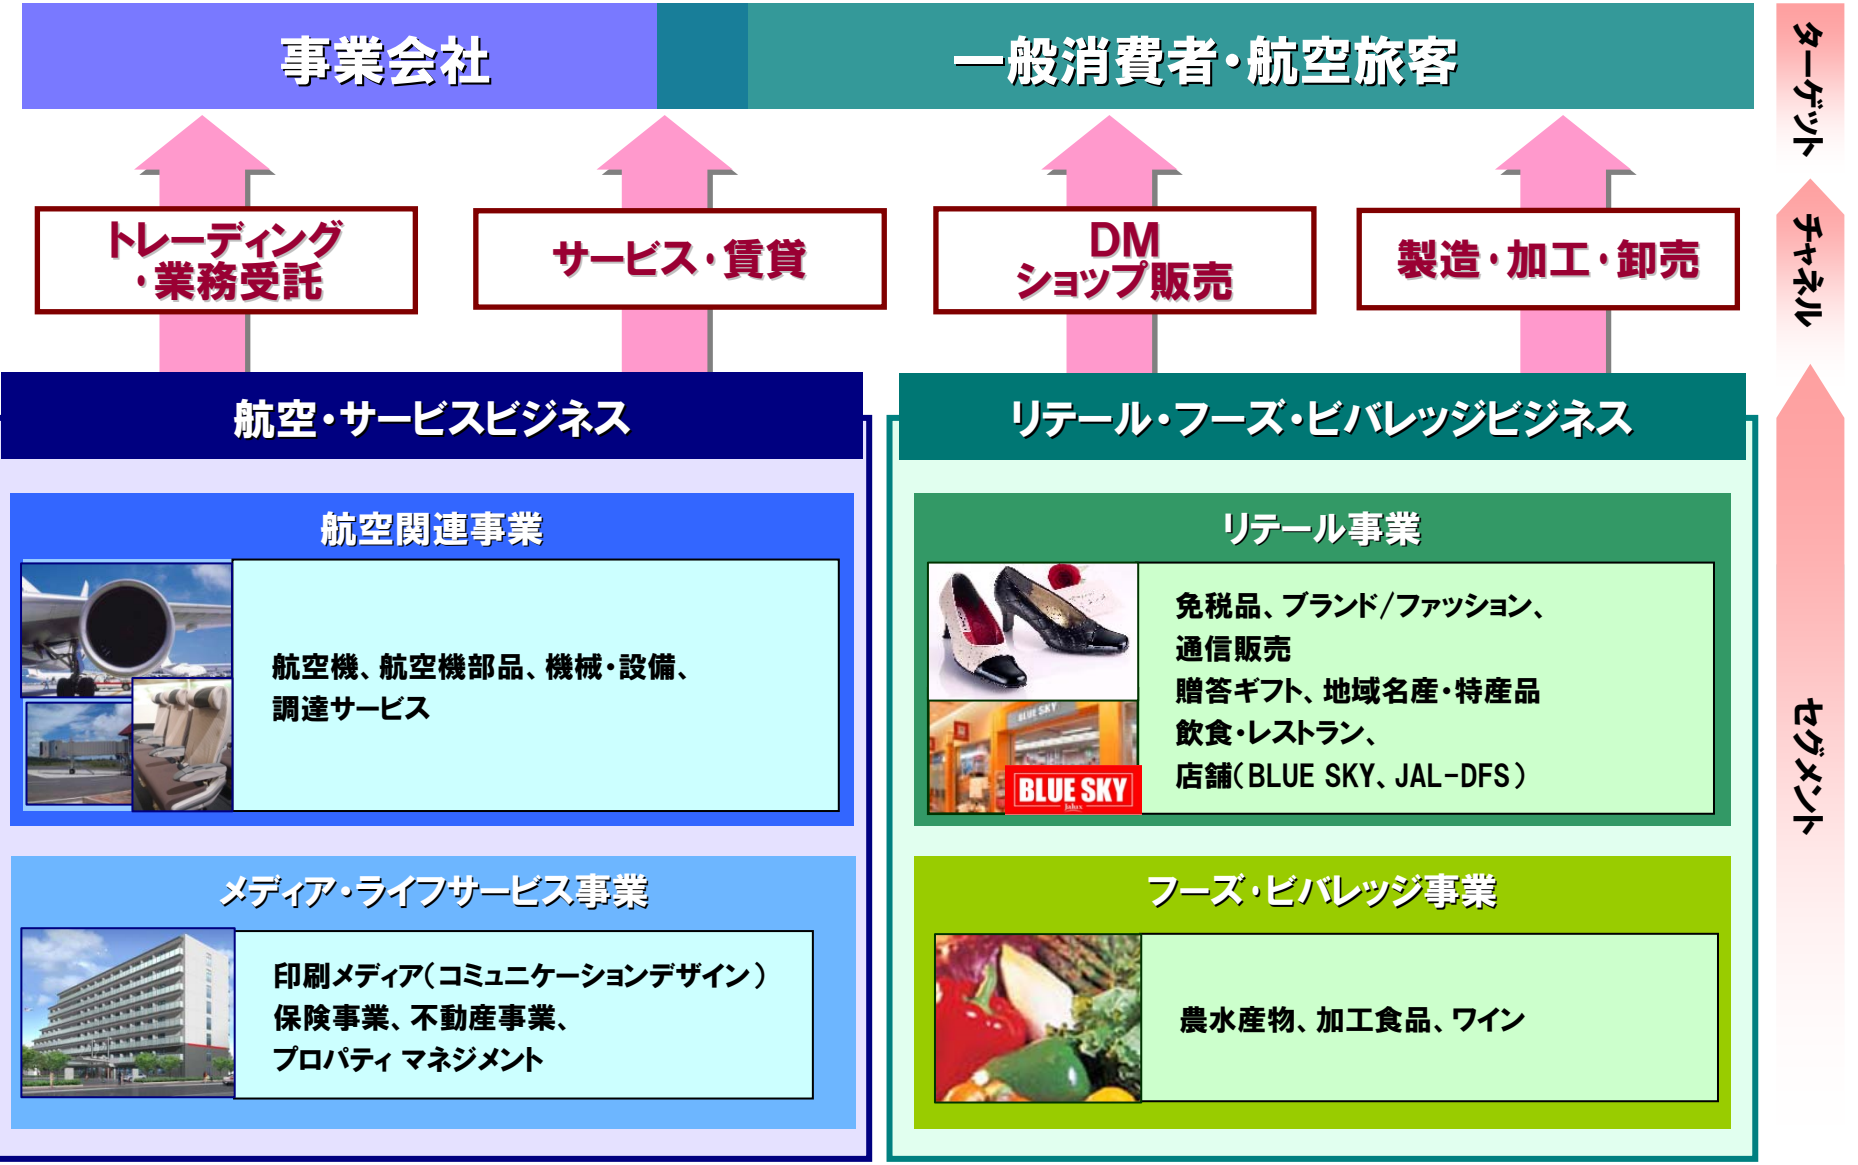 事業会社
一般消費者・航空旅客
ターゲット
トレーディング
・業務受託
サービス・賃貸
DM
ショップ販売
製造・加工・卸売
チャネル
航空・サービスビジネス
リテール・フーズ・ビバレッジビジネス
セグメント
航空関連事業
航空機、航空機部品、機械・設備、
調達サービス
リテール事業
免税品、ブランド/ファッション、
通信販売
贈答ギフト、地域名産・特産品
飲食・レストラン、
店舗(BLUE SKY、JAL-DFS)
BLUE SKY
BLUE SKY
jalux
メディア・ライフサービス事業
印刷メディア(コミュニケーションデザイン)
保険事業、不動産事業、
プロパティ マネジメント
フーズ・ビバレッジ事業
農水産物、加工食品、ワイン